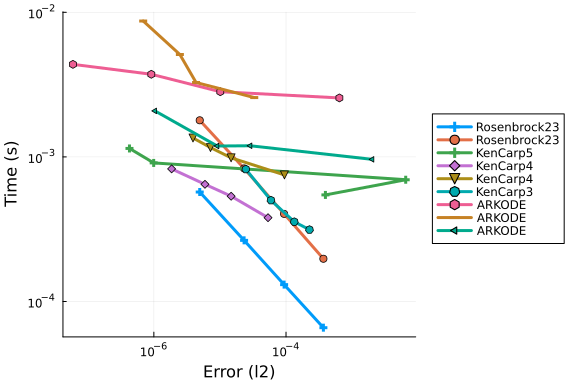 10⁻²
10⁻³
10⁻⁴
Time (s)
10⁻⁶
10⁻⁴
Error (l2)
Rosenbrock23
Rosenbrock23
KenCarp5
KenCarp4
KenCarp4
KenCarp3
ARKODE
ARKODE
ARKODE